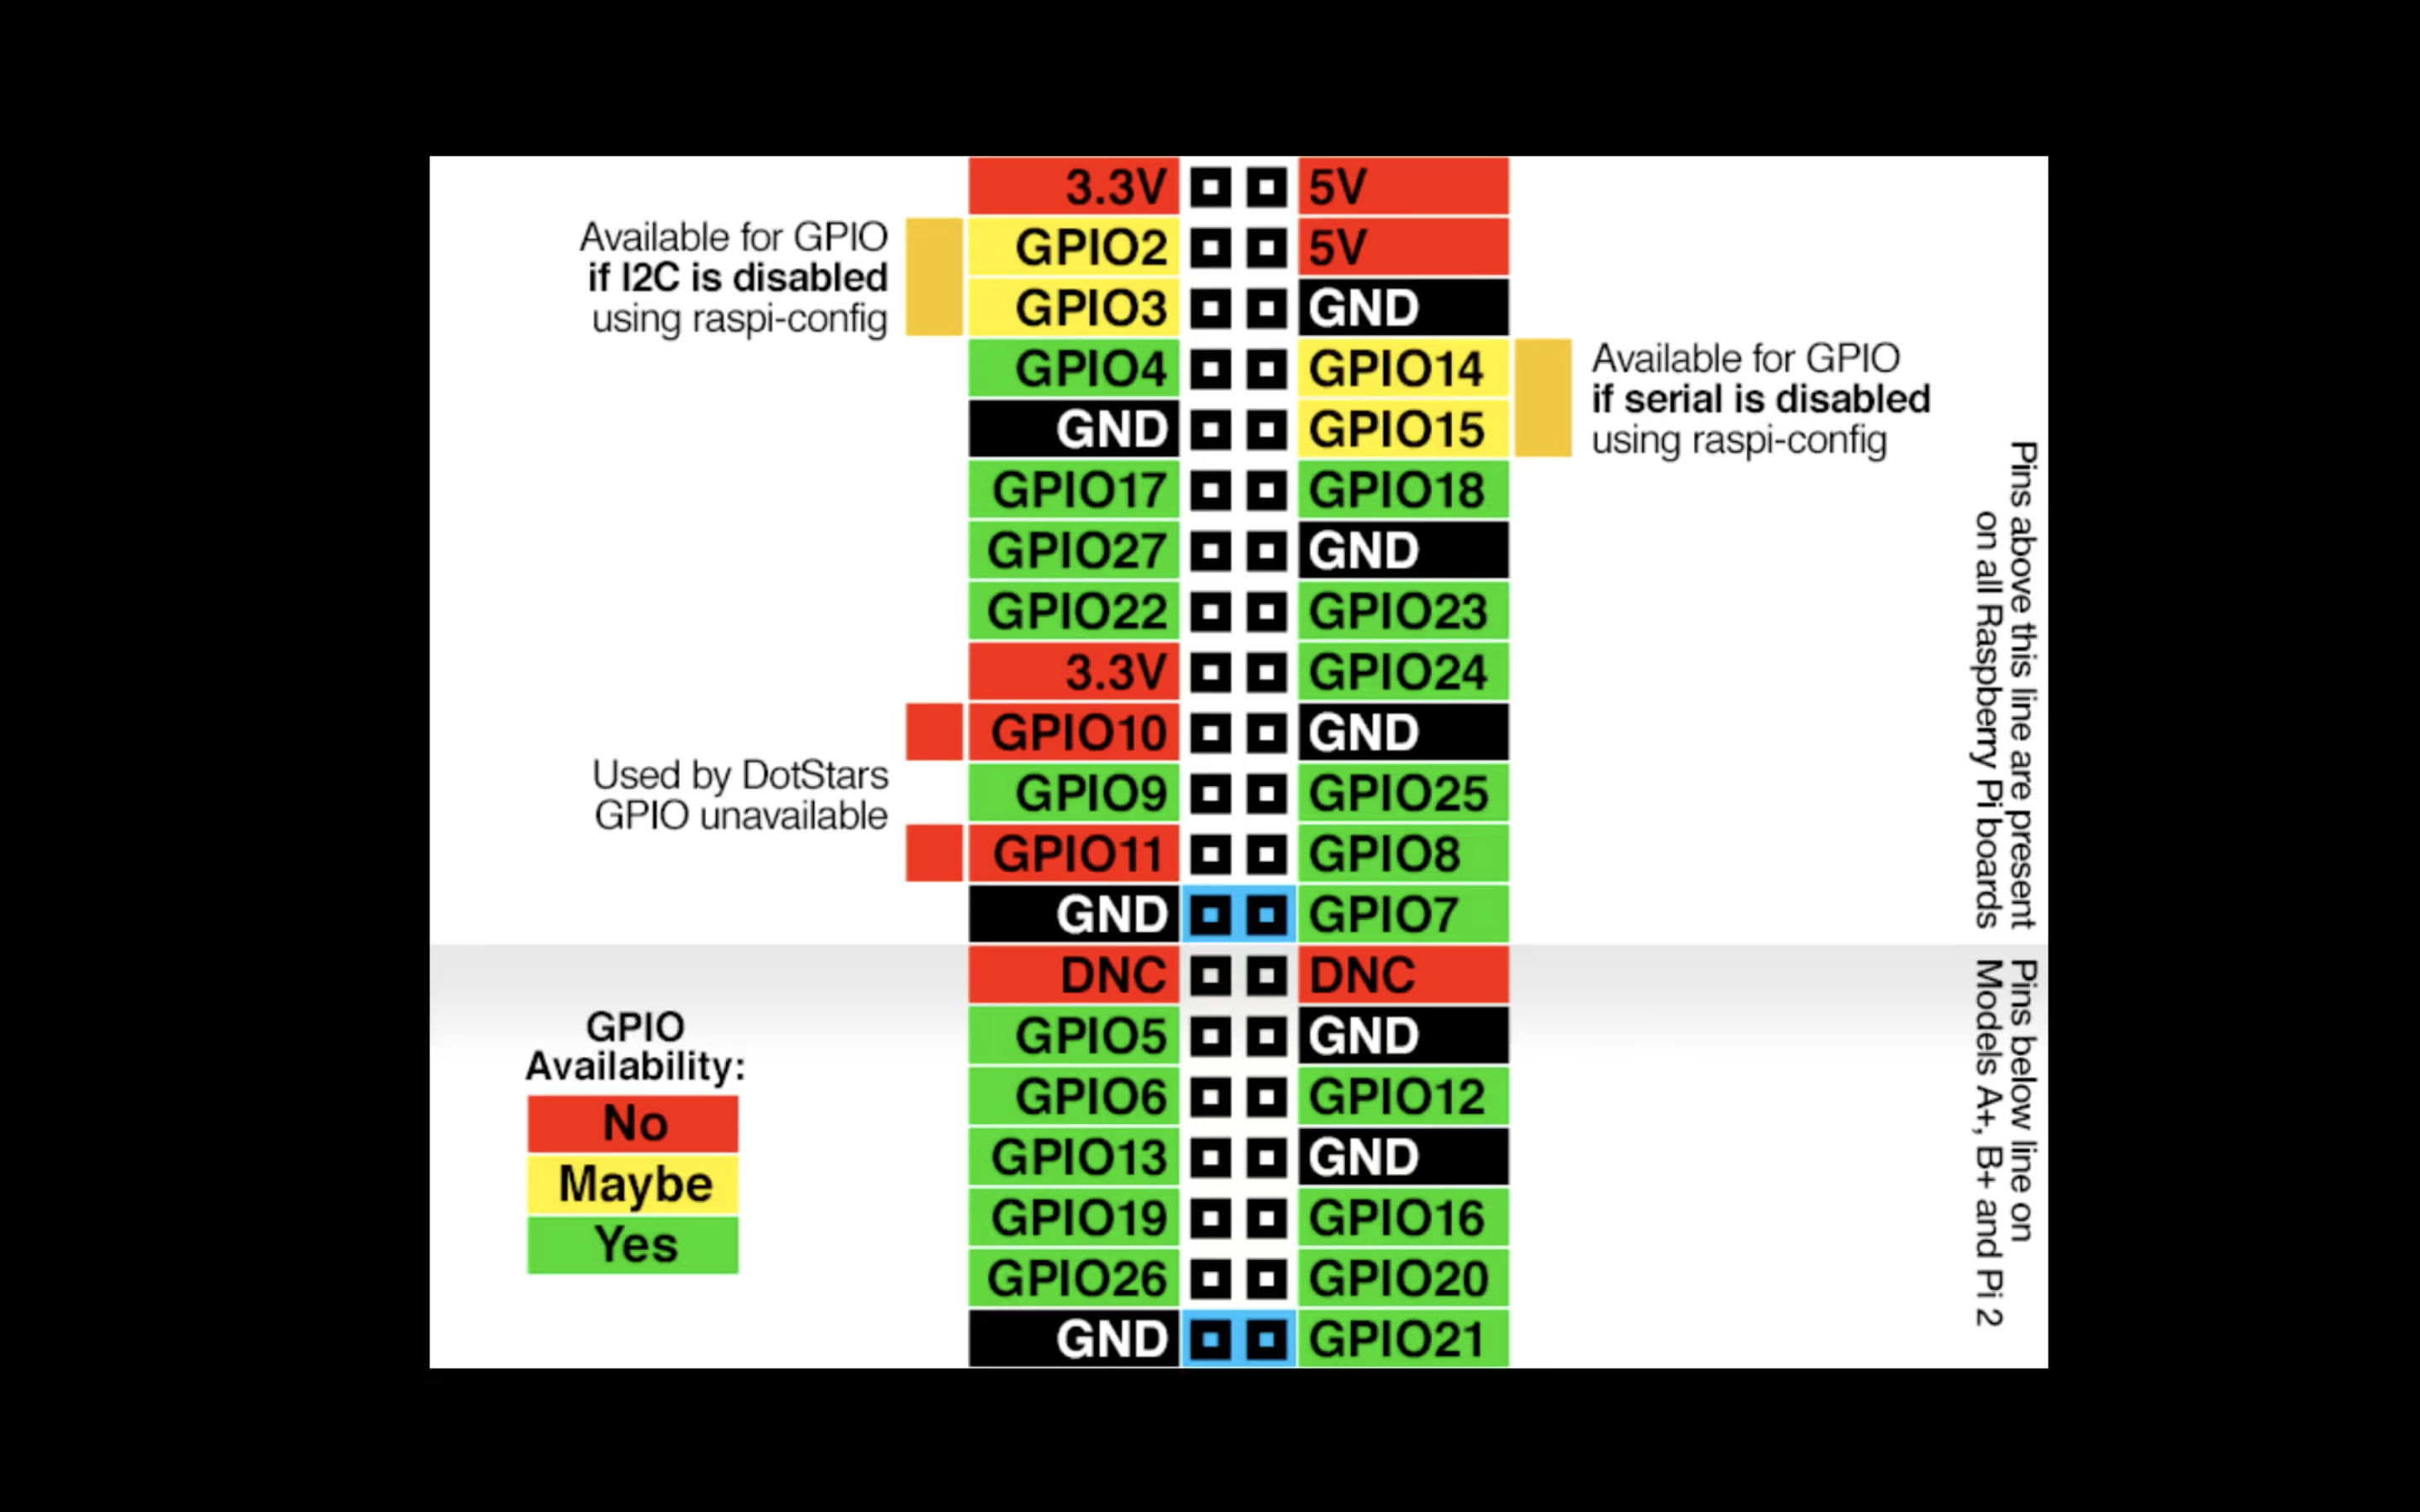 3.3V 5V
Available for GPIO
if I2C is disabled
using raspi-config
GPIO2 5V
GPIO3 GND
GPIO4 GPIO14
GND GPIO15
Available for GPIO
if serial is disabled
using raspi-config
GPIO17 GPIO18
GPIO27 GND
GPIO22 GPIO23
3.3V GPIO24
GPIO10 GND
Used by DotStars
GPIO unavailable
GPIO9 GPIO25
GPIO11 GPIO8
GND GPIO7
Pins above this line are present
on all Raspberry Pi boards
DNC DNC
GPIO5 GND
GPIO6 GPIO12
GPIO13 GND
GPIO19 GPIO16
GPIO26 GPIO20
GND GPIO21
Pins below line on
Models A+, B+ and Pi 2
GPIO
Availability:
No
Maybe
Yes